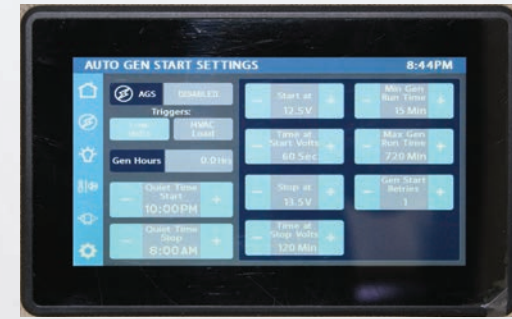 AUTO GEN START SETTINGS
8:44PM
AGS
DISABLED
Triggers:
HVAC
Load
Gen Hours
0.0 Hrs
Quiet Time
Start
10:00PM
Quiet Time
Stop
8:00AM
Start at
12.5V
Time at
Start Volts
60 Sec
Stop at
13.5V
Time at
Stop Volts
120 Min
Min Gen
Run Time
15 Min
Max Gen
Run Time
720 Min
Gen Start
Retries
1